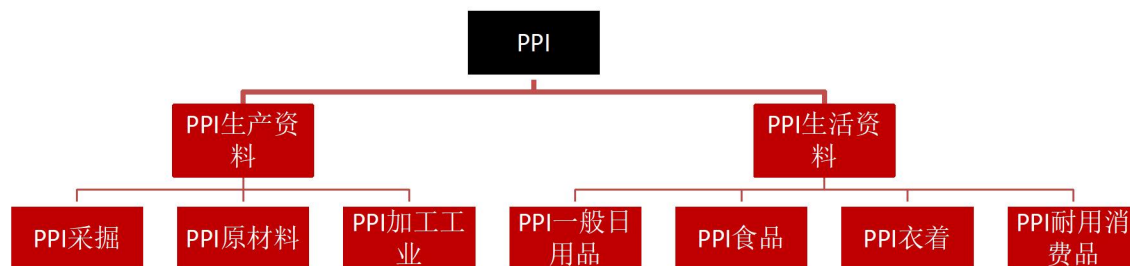 PPI
PPI生产资
料
PPI生活资
料
PPI采掘
PPI原材料
PPI加工工
业
PPI一般日
用品
PPI食品
PPI衣着
PPI耐用消
费品